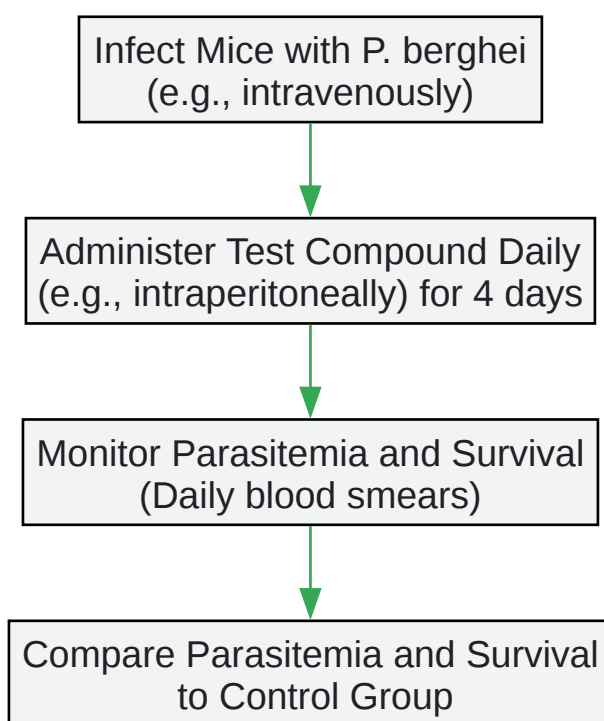 Infect Mice with P. berghei
(e.g., intravenously)
Administer Test Compound Daily
(e.g., intraperitoneally) for 4 days
Monitor Parasitemia and Survival
(Daily blood smears)
Compare Parasitemia and Survival
to Control Group